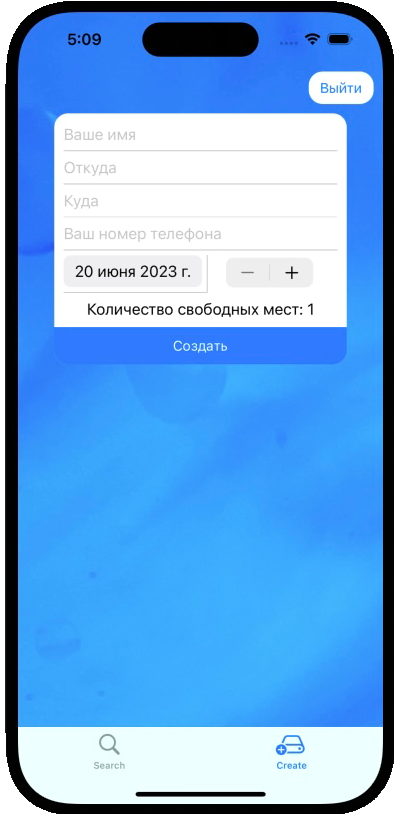 5:09
Выйти
Ваше имя
Откуда
Куда
Ваш номер телефона
20 июня 2023 г.
Количество свободных мест: 1
Создать
Search
Create